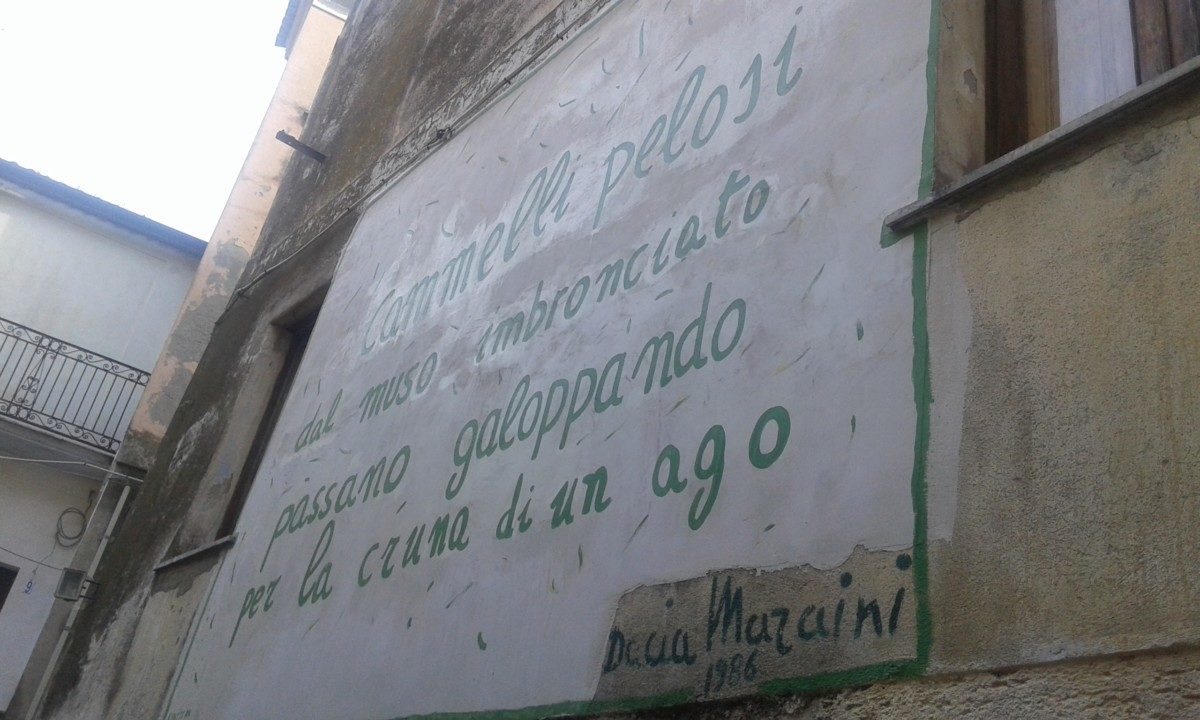 Cammelli pelosi
dal muso imbronciato
passano galoppando
per la cruna di un ago
Dacia Maraini
1986